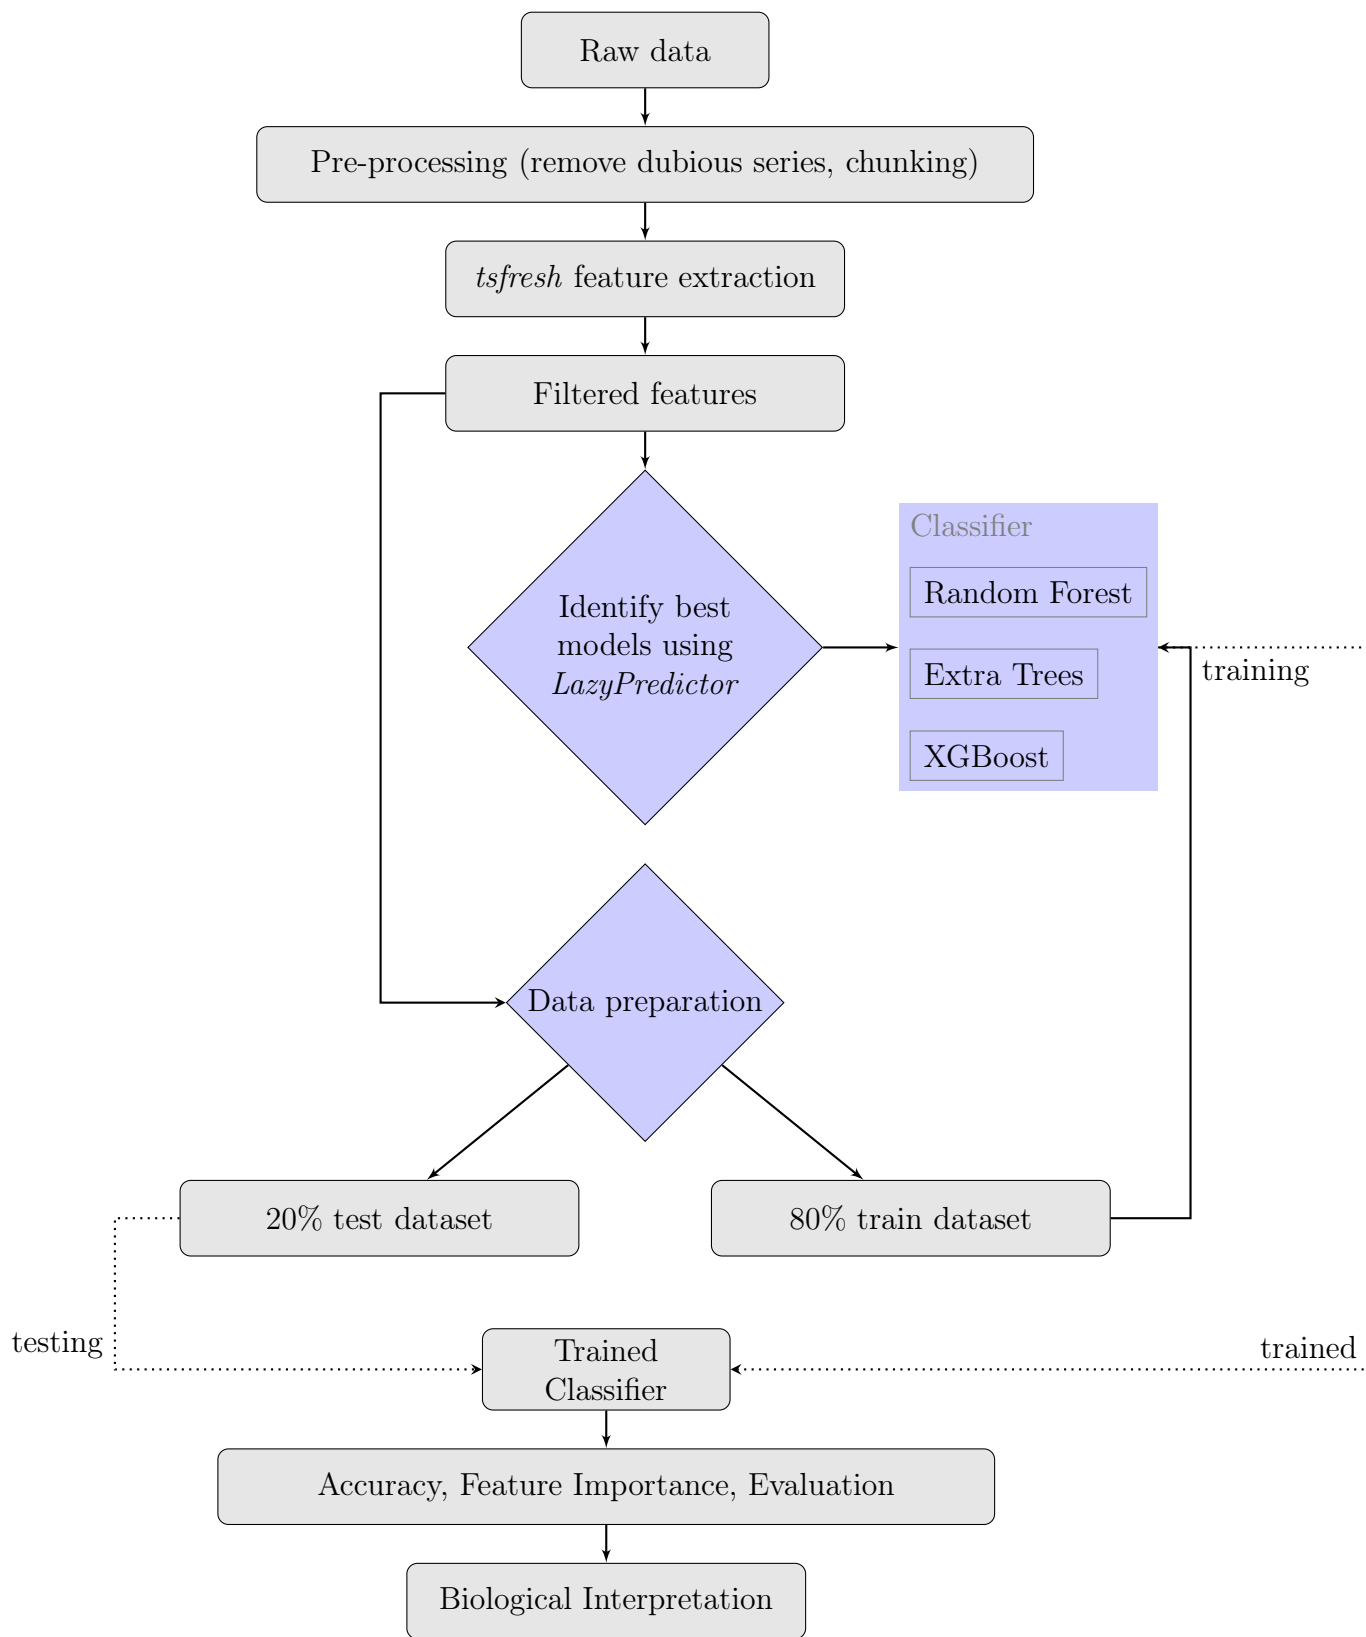 Raw data
Pre-processing (remove dubious series, chunking)
tsfresh feature extraction
Filtered features
Identify best
models using
LazyPredictor
Classifier
Random Forest
Extra Trees
XGBoost
training
Data preparation
20% test dataset
80% train dataset
testing
Trained
Classifier
trained
Accuracy, Feature Importance, Evaluation
Biological Interpretation